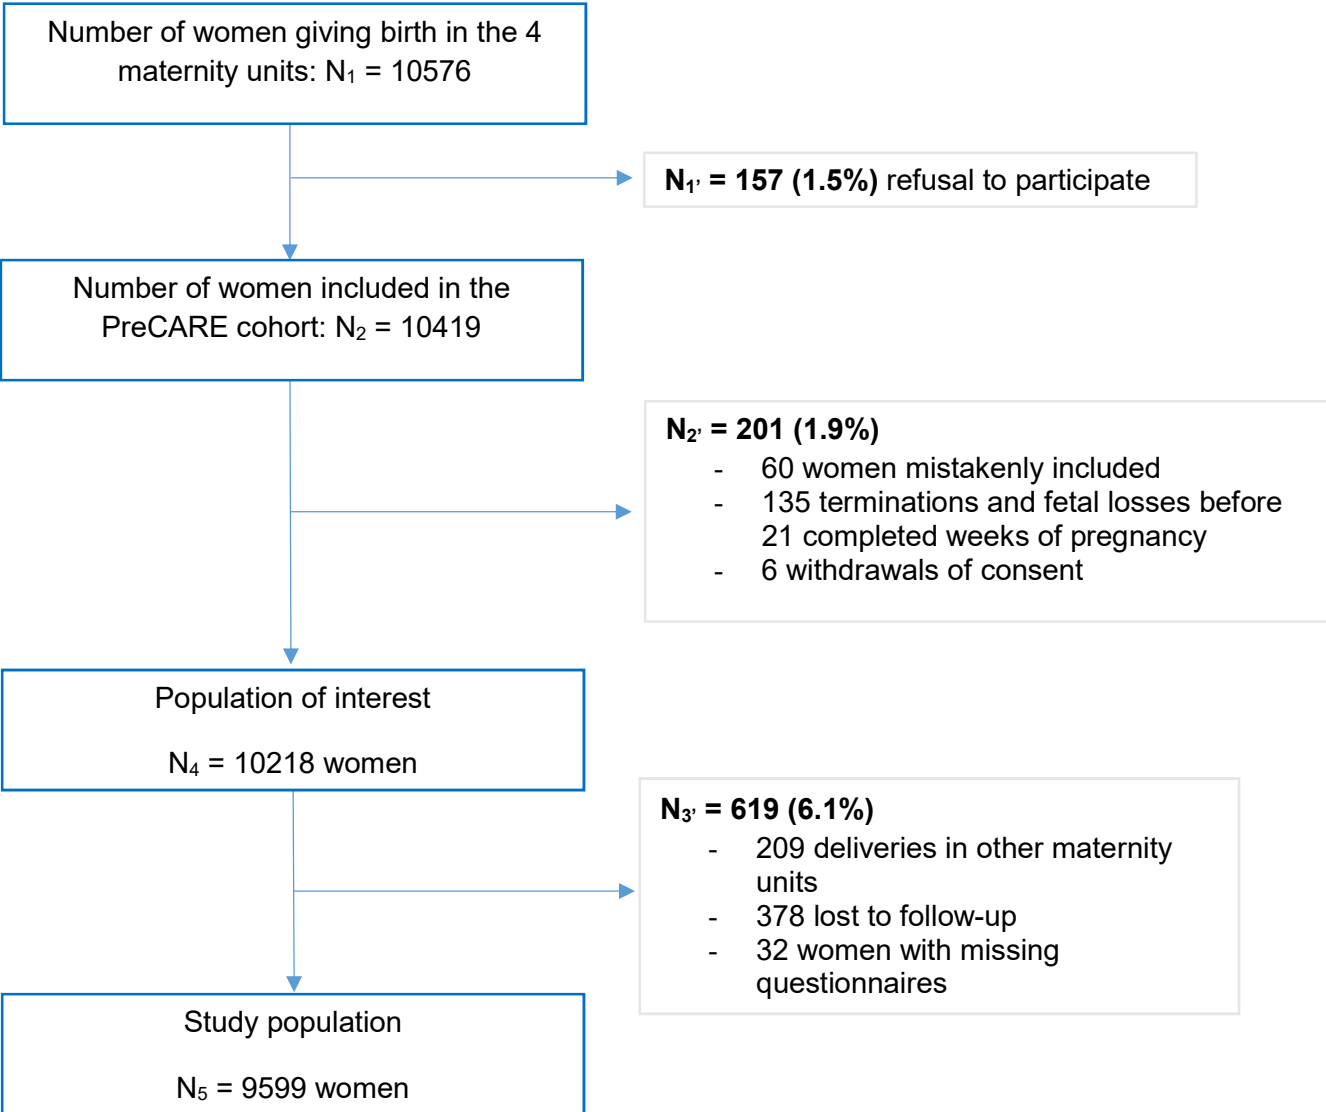 Number of women giving birth in the 4
maternity units: N₁ = 10576
N₁' = 157 (1.5%) refusal to participate
Number of women included in the
PreCARE cohort: N₂ = 10419
N₂' = 201 (1.9%)
- 60 women mistakenly included
- 135 terminations and fetal losses before
21 completed weeks of pregnancy
- 6 withdrawals of consent
Population of interest
N₄ = 10218 women
N₃' = 619 (6.1%)
- 209 deliveries in other maternity
units
- 378 lost to follow-up
- 32 women with missing
questionnaires
Study population
N₅ = 9599 women